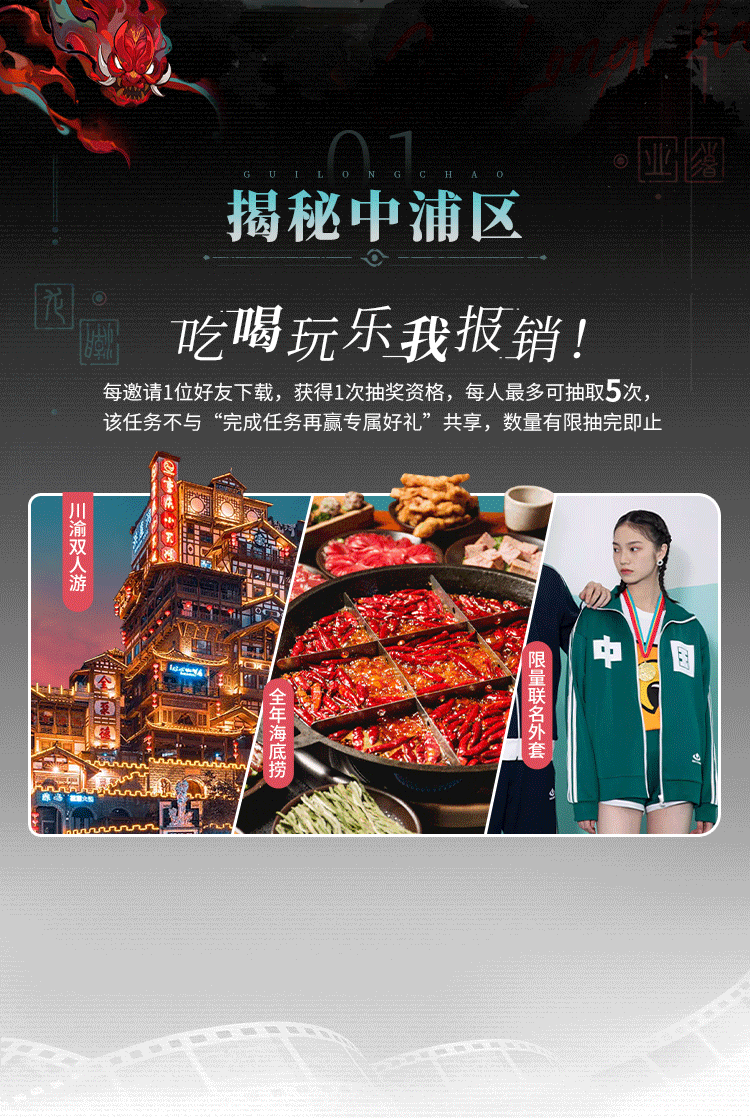 01
GUILONGCHAO
揭秘中浦区
吃喝玩乐我报销！
每邀请1位好友下载，获得1次抽奖资格，每人最多可抽取5次，
该任务不与“完成任务再赢专属好礼”共享，数量有限抽完即止
川渝双人游
全年海底捞
限量联名外套
中
国